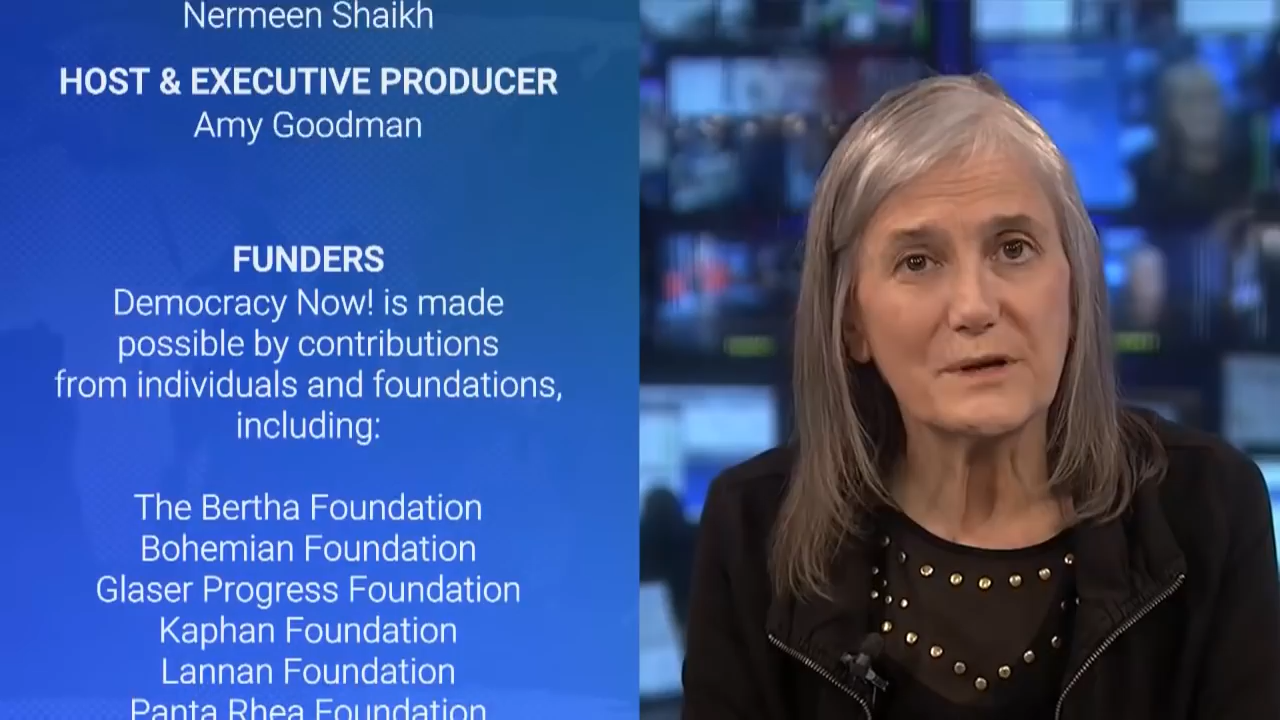 Nermeen Shaikh
HOST & EXECUTIVE PRODUCER
Amy Goodman
FUNDERS
Democracy Now! is made
possible by contributions
from individuals and foundations,
including:
The Bertha Foundation
Bohemian Foundation
Glaser Progress Foundation
Kaphan Foundation
Lannan Foundation
Panta Rhea Foundation